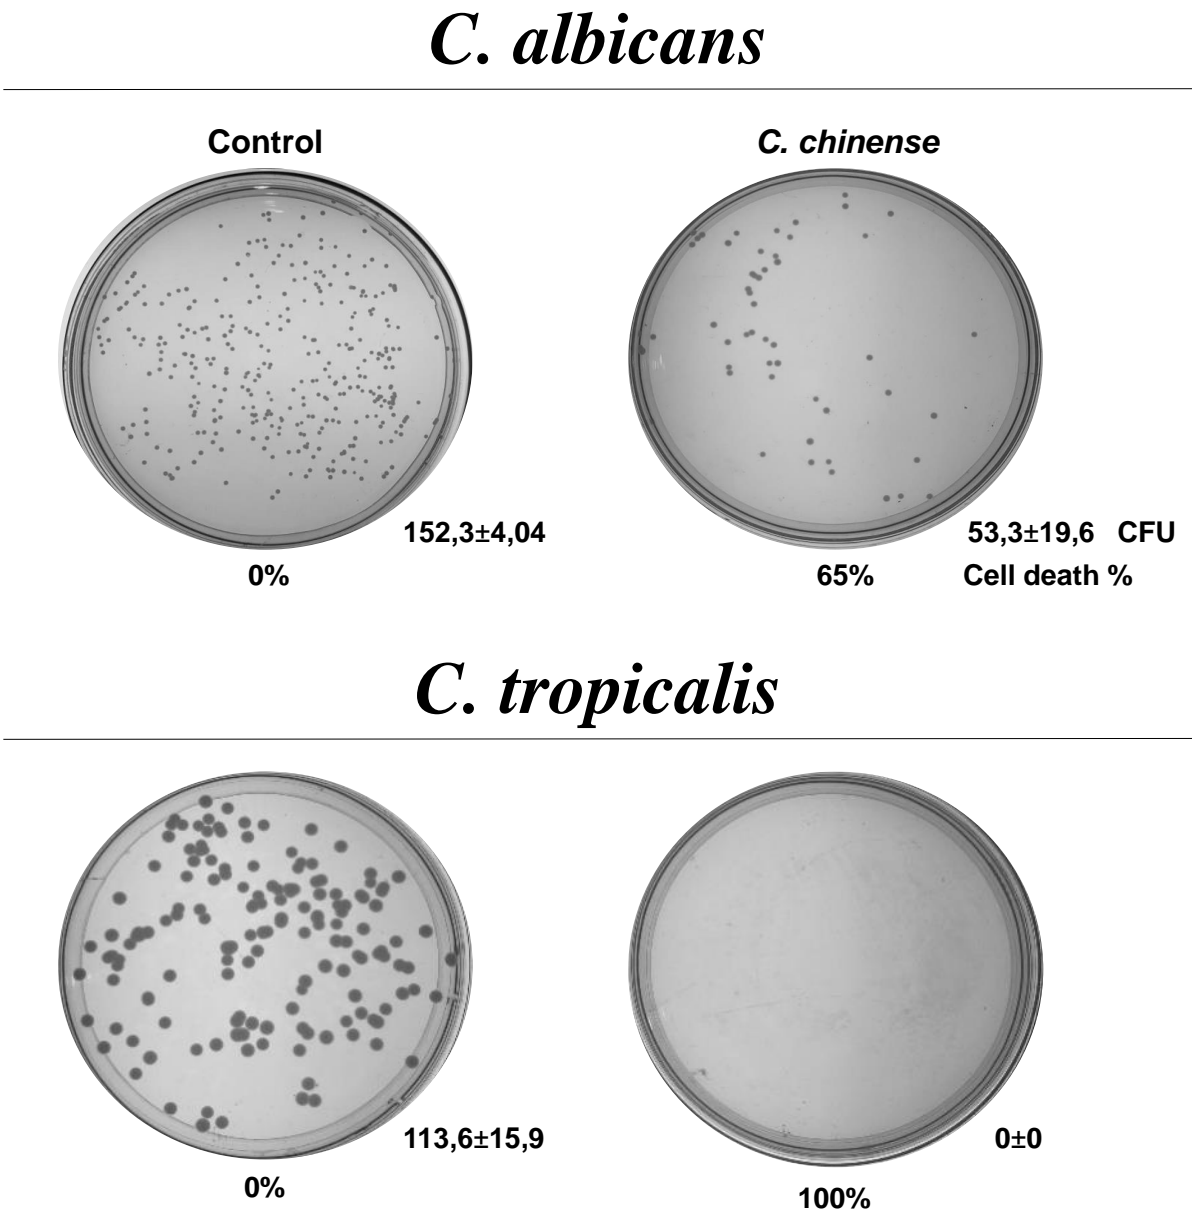 C. albicans
Control
C. chinense
152,3±4,04
53,3±19,6 CFU
0%
65%
Cell death %
C. tropicalis
113,6±15,9
0±0
0%
100%